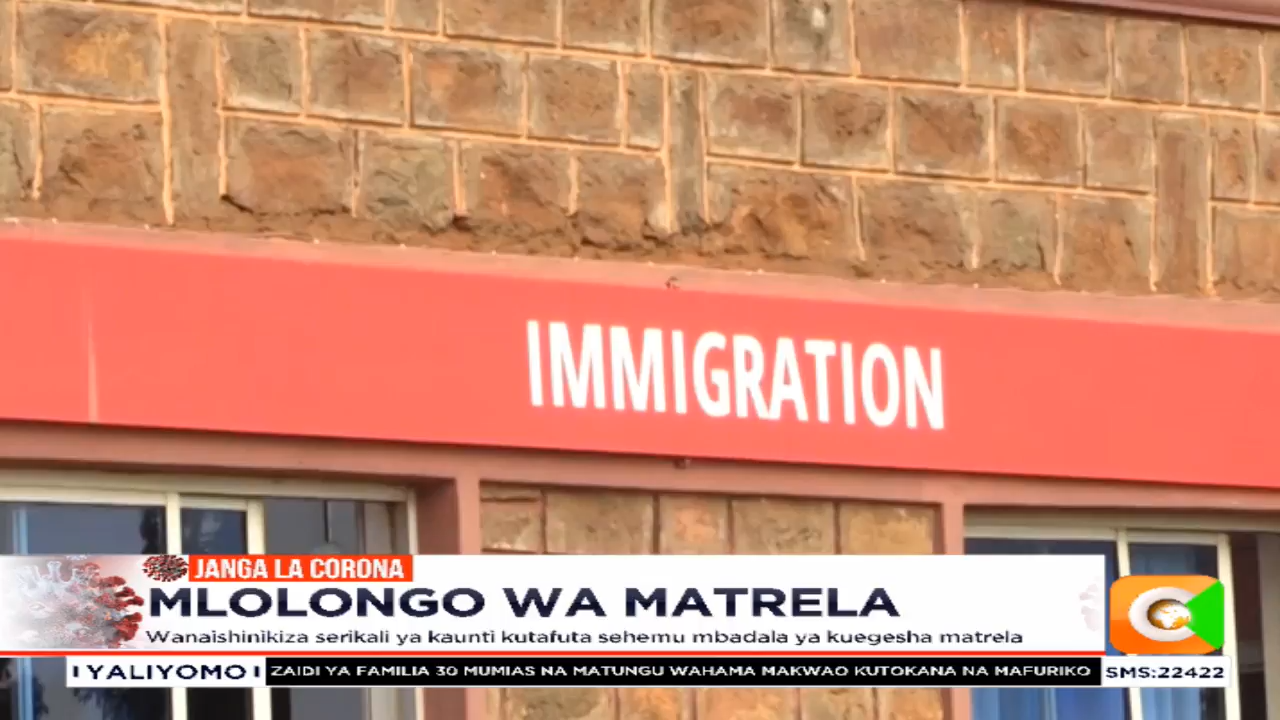 IMMIGRATION
JANGA LA CORONA
MLOLONGO WA MATRELA
Wanaishinikiza serikali ya kaunti kutafuta sehemu mbadala ya kuegesha matrela
YALIYOMO
ZAIDI YA FAMILIA 30 MUMIAS NA MATUNGU WAHAMA MAKWAO KUTOKANA NA MAFURIKO
SMS:22422